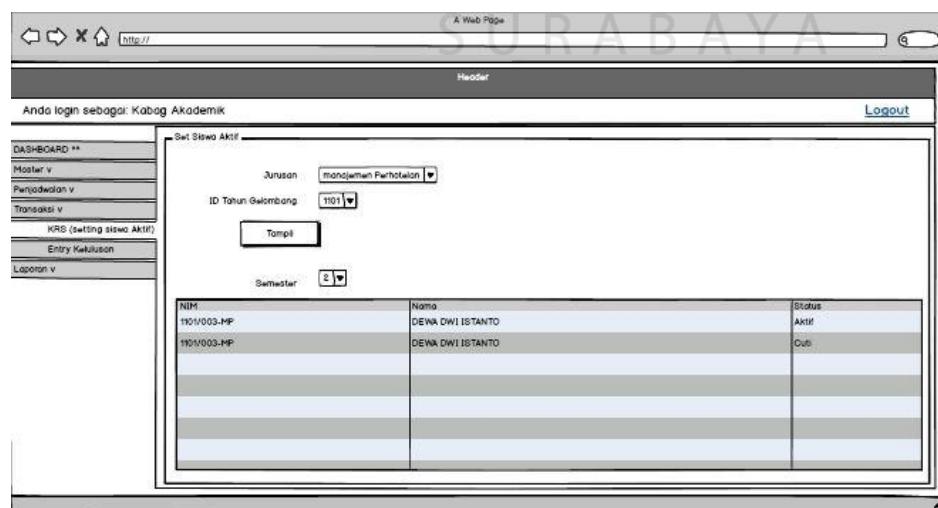 A Web Page
SURABAYA
http://
Header
Anda login sebagai: Kabag Akademik
Logout
Set Siswa Aktif
DASHBOARD **
Master v
Penjadwalan v
Transaksi v
KRS (setting siswa Aktif)
Entry Kelulusan
Laporan v
Jurusan manajemen Perhotelan
ID Tahun Gelombang 1101
Tampil
Semester 2
NIM Nama Status
1101/003-MP DEWA DWI ISTANTO Aktif
1101/003-MP DEWA DWI ISTANTO Cuti